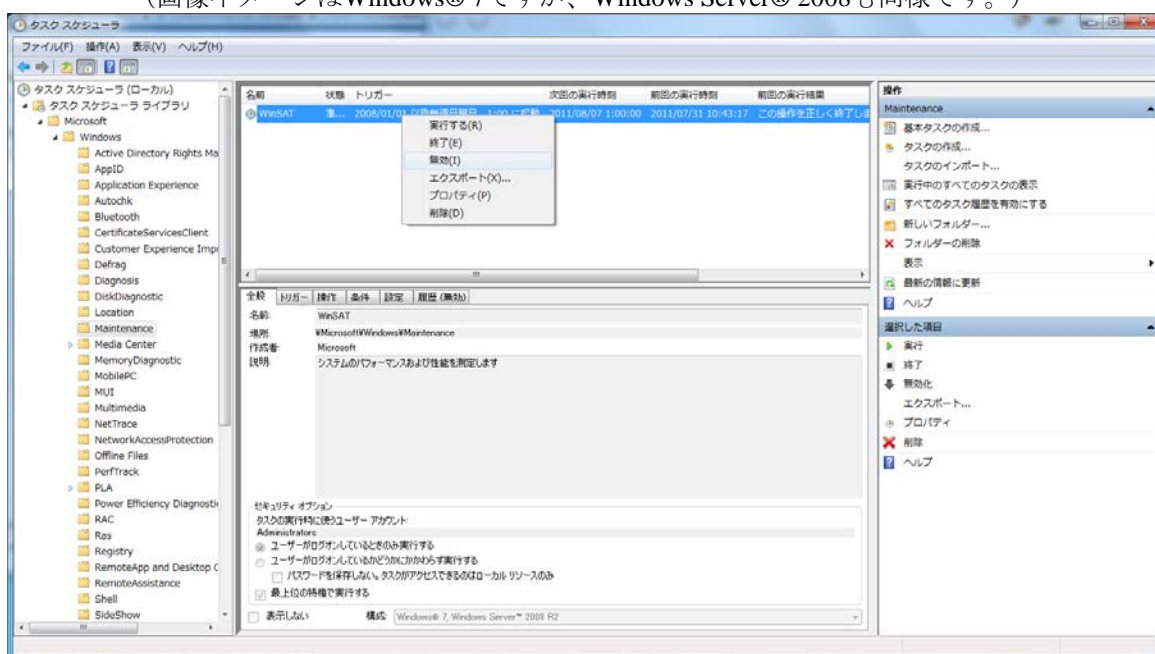 （画像イメージはWindows® 7ですが、Windows Server® 2008も同様です。）
タスク スケジューラ
ファイル(F) 操作(A) 表示(V) ヘルプ(H)
タスク スケジューラ (ローカル)
タスク スケジューラ ライブラリ
Microsoft
Windows
Active Directory Rights Ma
AppID
Application Experience
Autochk
Bluetooth
CertificateServicesClient
Customer Experience Impr
Defrag
Diagnosis
DiskDiagnostic
Location
Maintenance
Media Center
MemoryDiagnostic
MobilePC
MUI
Multimedia
NetTrace
NetworkAccessProtection
Offline Files
PerfTrack
PLA
Power Efficiency Diagnosti
RAC
Ras
Registry
RemoteApp and Desktop C
RemoteAssistance
Shell
SideShow
名前 状態 トリガー 次回の実行時刻 前回の実行時刻 前回の実行結果
WinSAT 準... 2008/01/01 以降毎週日曜日 1:00 に起動 2011/08/07 1:00:00 2011/07/31 10:43:17 この操作を正しく終了しま
実行する(R)
終了(E)
無効(I)
エクスポート(X)...
プロパティ(P)
削除(D)
全般 トリガー 操作 条件 設定 履歴 (無効)
名前: WinSAT
場所: ¥Microsoft¥Windows¥Maintenance
作成者: Microsoft
説明: システムのパフォーマンスおよび性能を測定します
セキュリティ オプション
タスクの実行時に使うユーザー アカウント:
Administrators
ユーザーがログオンしているときのみ実行する
ユーザーがログオンしているかどうかにかかわらず実行する
パスワードを保存しない。タスクがアクセスできるのはローカル リソースのみ
最上位の特権で実行する
表示しない 構成: Windows® 7, Windows Server™ 2008 R2
操作
Maintenance
基本タスクの作成...
タスクの作成...
タスクのインポート...
実行中のすべてのタスクの表示
すべてのタスク履歴を有効にする
新しいフォルダー...
フォルダーの削除
表示
最新の情報に更新
ヘルプ
選択した項目
実行
終了
無効化
エクスポート...
プロパティ
削除
ヘルプ